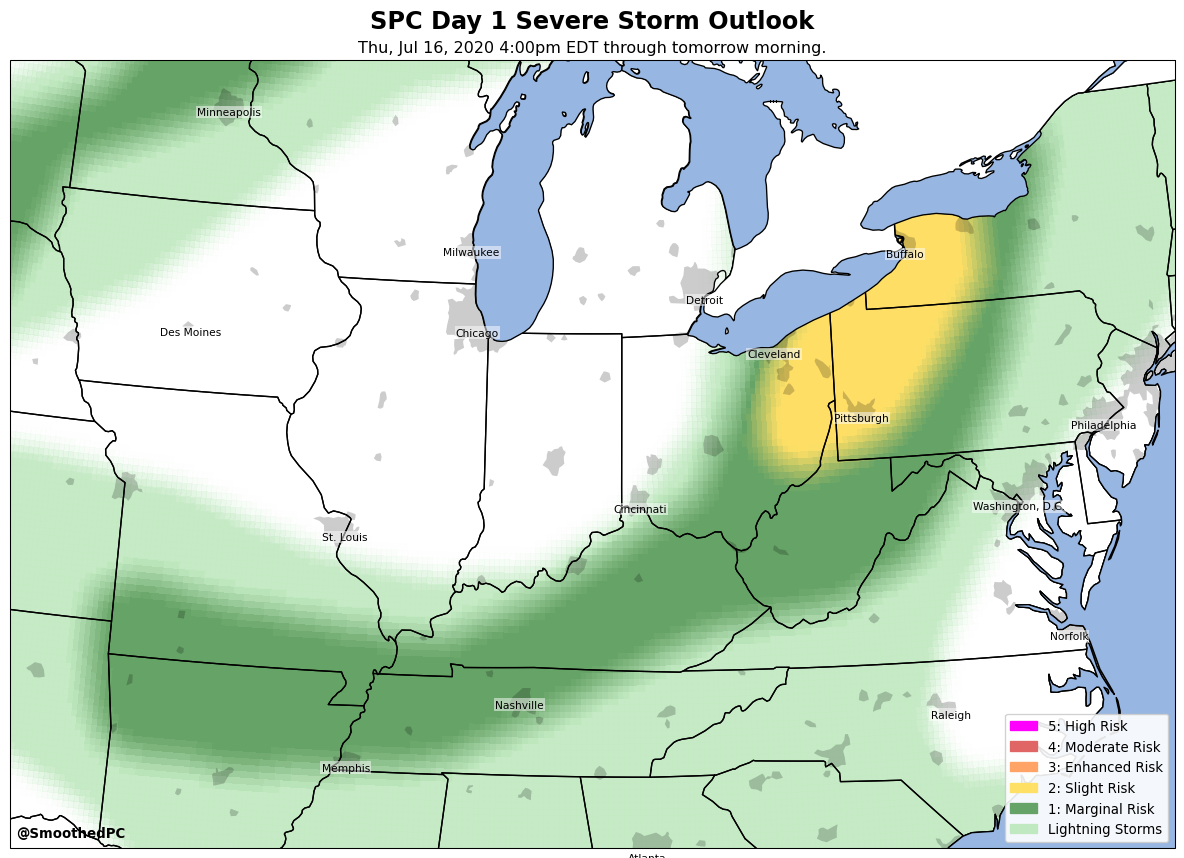 SPC Day 1 Severe Storm Outlook
Thu, Jul 16, 2020 4:00pm EDT through tomorrow morning.
Minneapolis
Milwaukee
Buffalo
Detroit
Des Moines
Chicago
Cleveland
Pittsburgh
Philadelphia
Cincinnati
Washington, D.C.
St. Louis
Norfolk
Nashville
Raleigh
Memphis
5: High Risk
4: Moderate Risk
3: Enhanced Risk
2: Slight Risk
1: Marginal Risk
Lightning Storms
@SmoothedPC
Atlanta